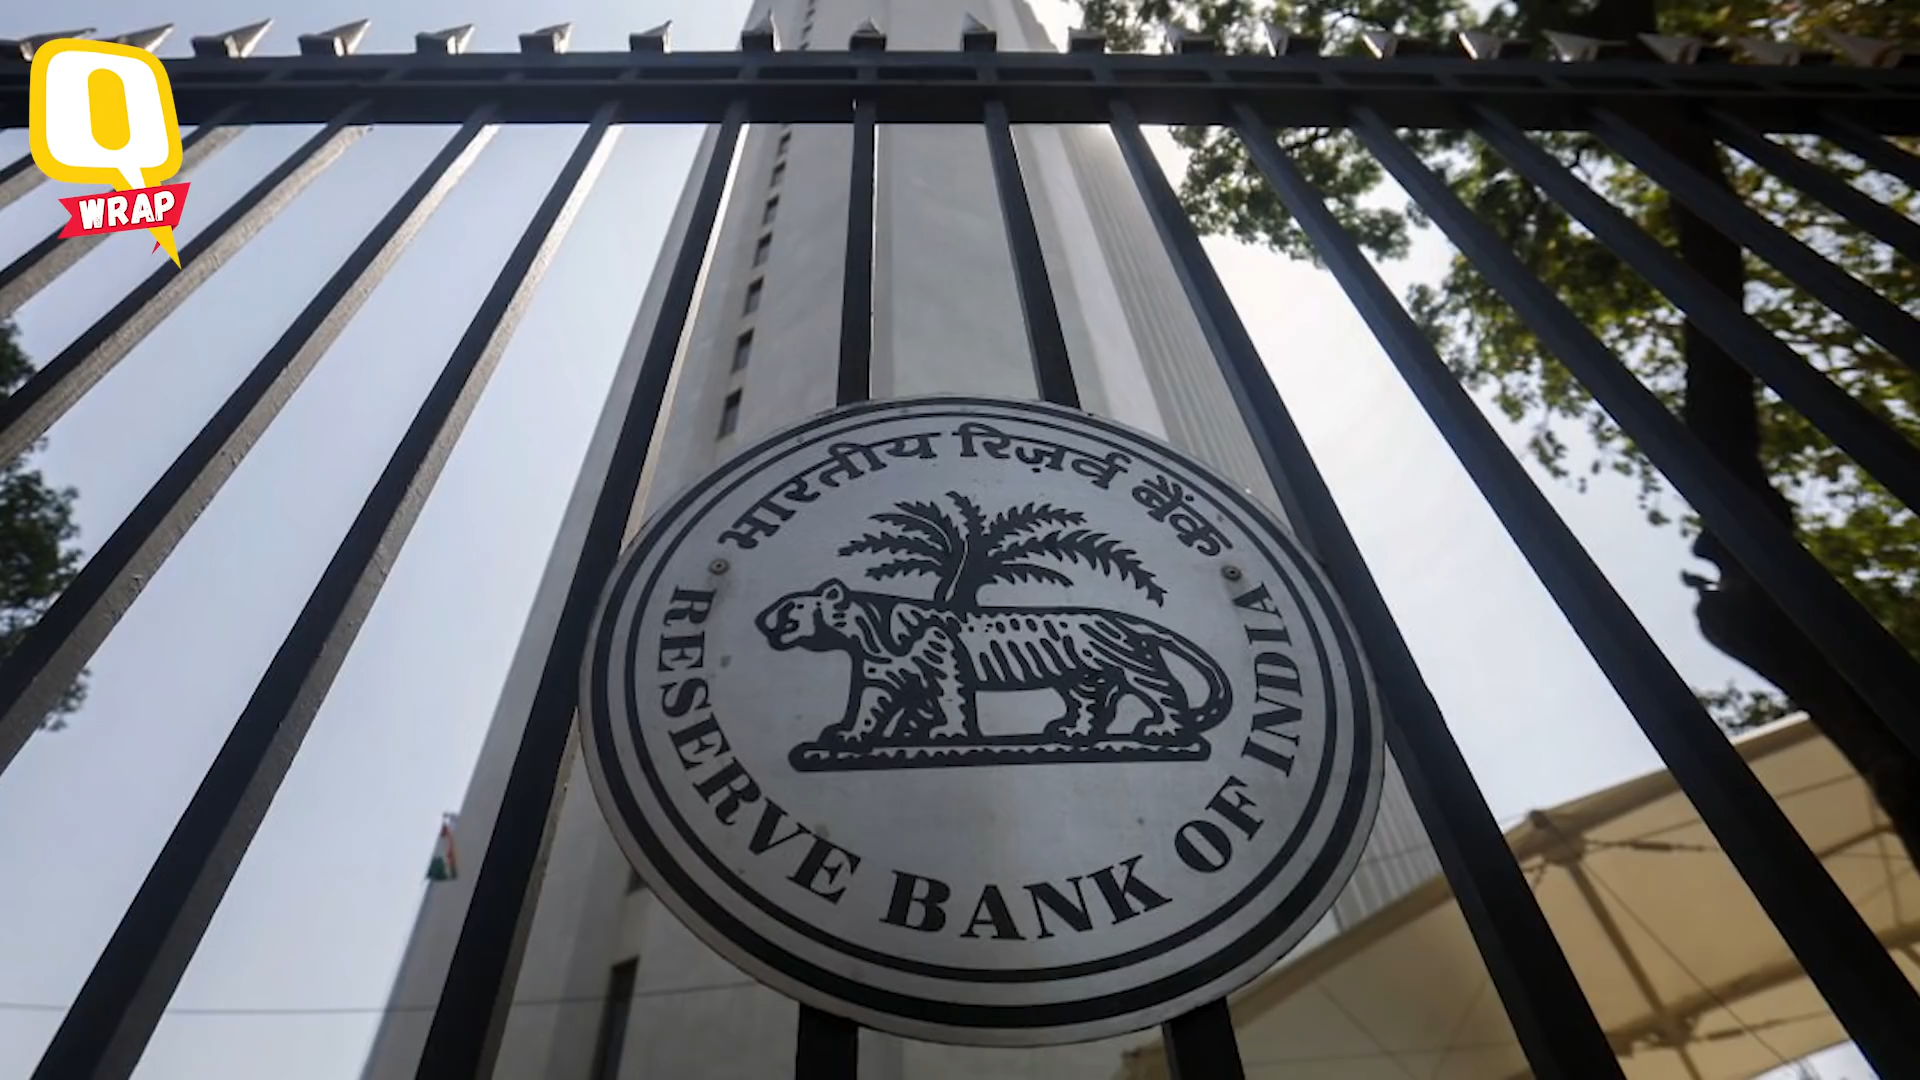 Q
WRAP
भारतीय रिज़र्व बैंक
RESERVE BANK OF INDIA